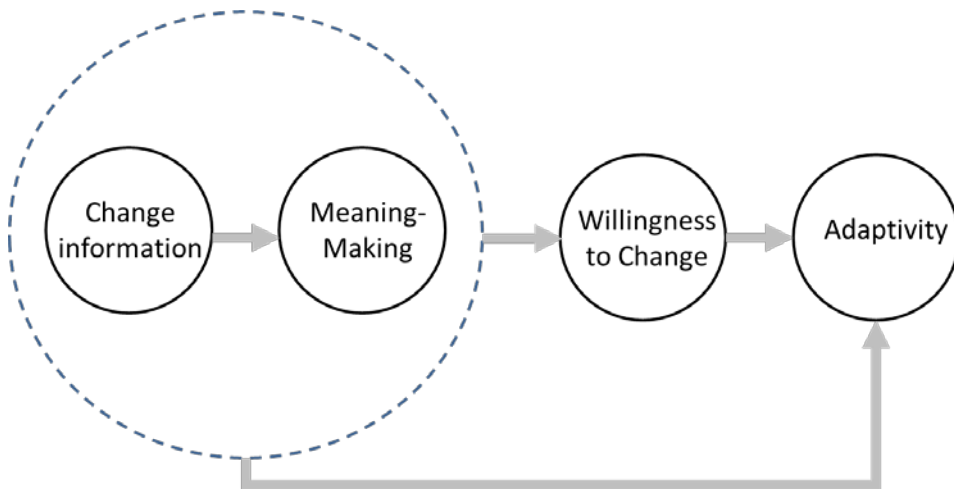 Change
information
Meaning-
Making
Willingness
to Change
Adaptivity